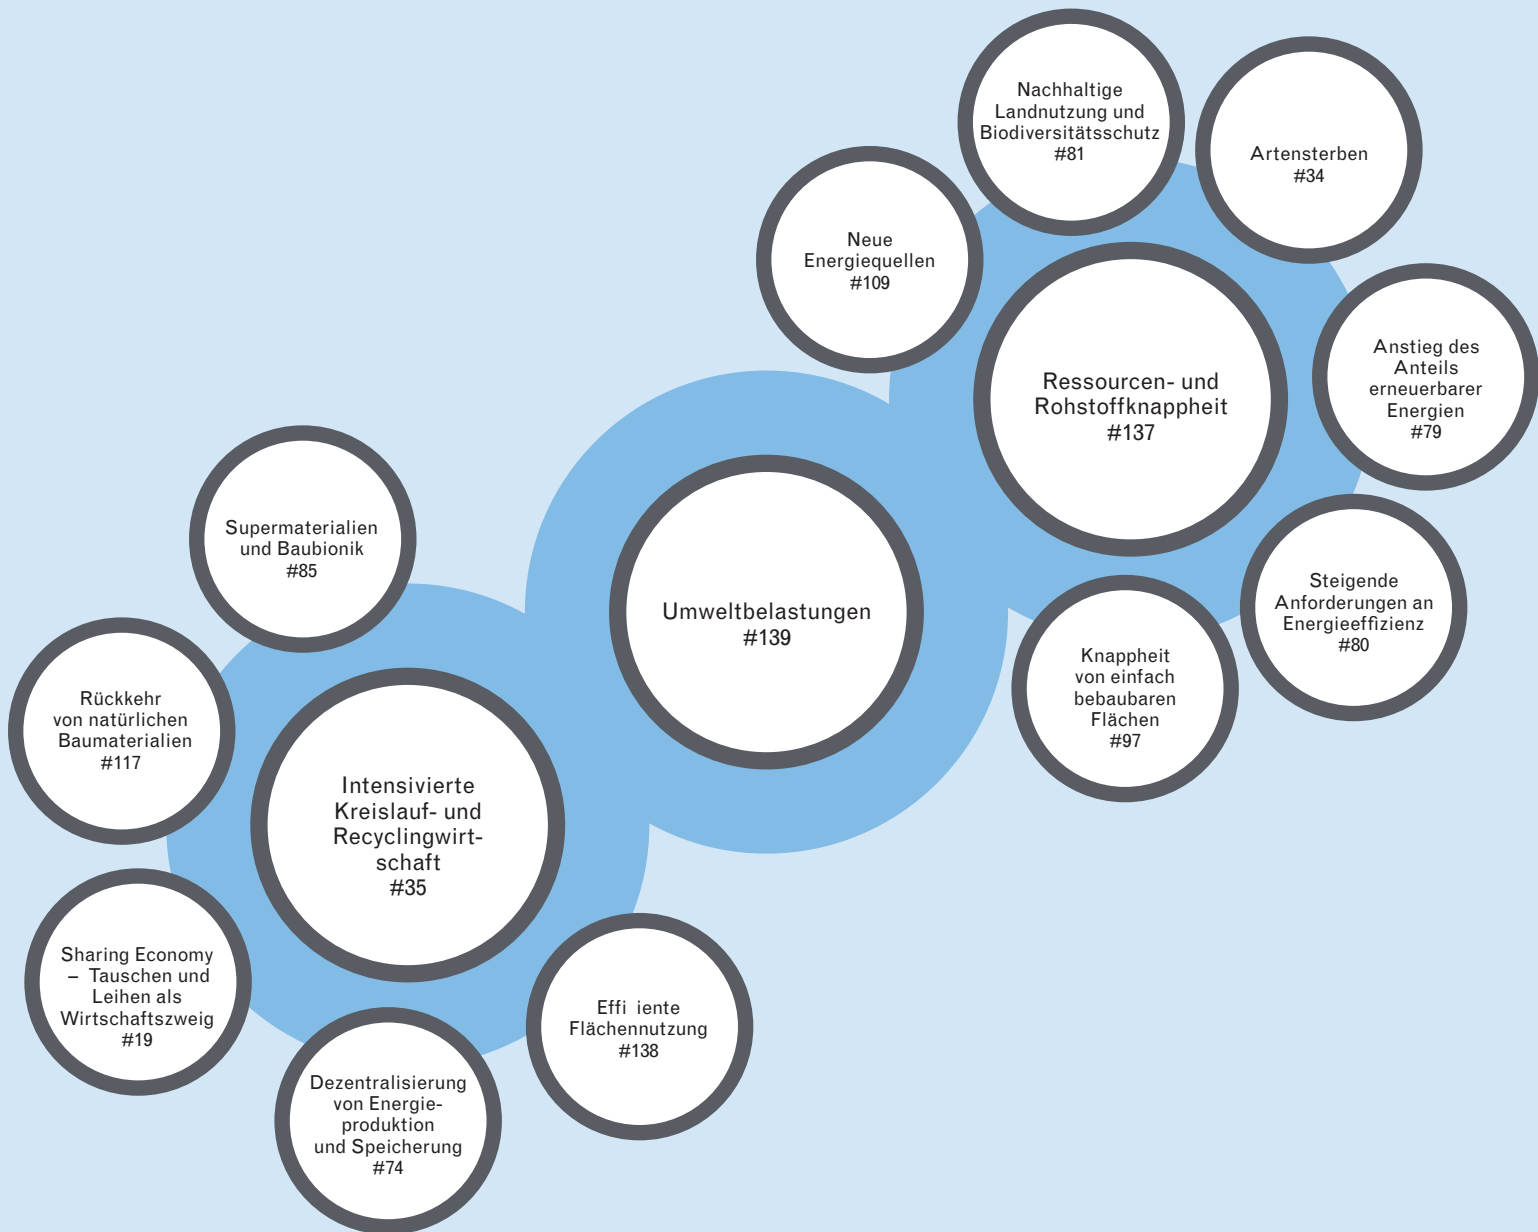 Nachhaltige
Landnutzung und
Biodiversitätsschutz
#81
Artensterben
#34
Neue
Energiequellen
#109
Anstieg des
Anteils
erneuerbarer
Energien
#79
Ressourcen- und
Rohstoffknappheit
#137
Supermaterialien
und Baubionik
#85
Umweltbelastungen
#139
Steigende
Anforderungen an
Energieeffizienz
#80
Knappheit
von einfach
bebaubaren
Flächen
#97
Rückkehr
von natürlichen
Baumaterialien
#117
Intensivierte
Kreislauf- und
Recyclingwirt-
schaft
#35
Sharing Economy
– Tauschen und
Leihen als
Wirtschaftszweig
#19
Effi iente
Flächennutzung
#138
Dezentralisierung
von Energie-
produktion
und Speicherung
#74